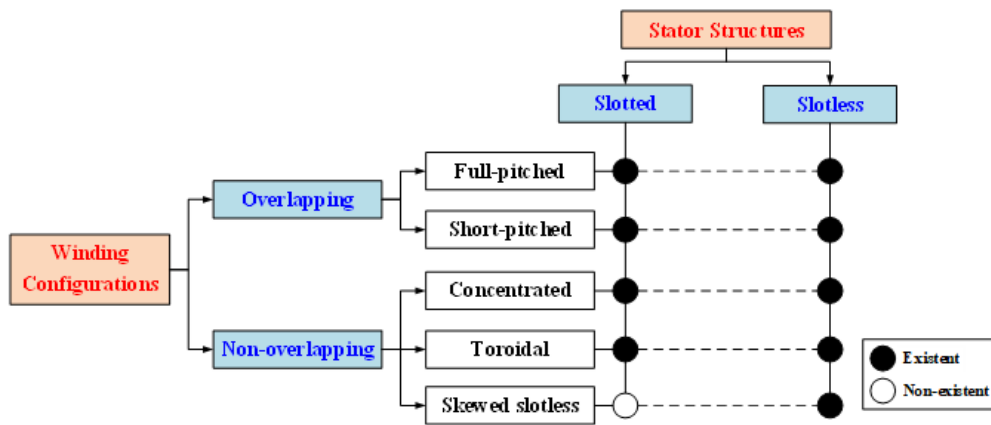 Stator Structures
Slotted
Slotless
Full-pitched
Overlapping
Short-pitched
Winding
Configurations
Concentrated
Non-overlapping
Toroidal
Skewed slotless
Existent
Non-existent